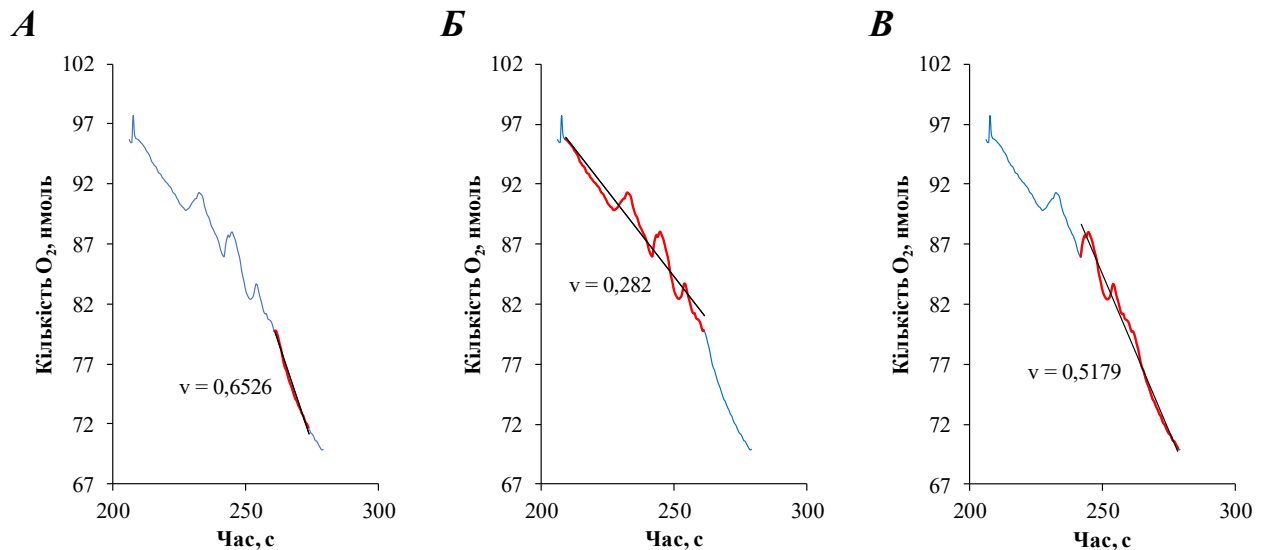 А
102
97
92
87
82
77
72
67
Кількість O₂, нмоль
v = 0,6526
200
250
300
Час, с
Б
102
97
92
87
82
77
72
67
Кількість O₂, нмоль
v = 0,282
200
250
300
Час, с
В
102
97
92
87
82
77
72
67
Кількість O₂, нмоль
v = 0,5179
200
250
300
Час, с